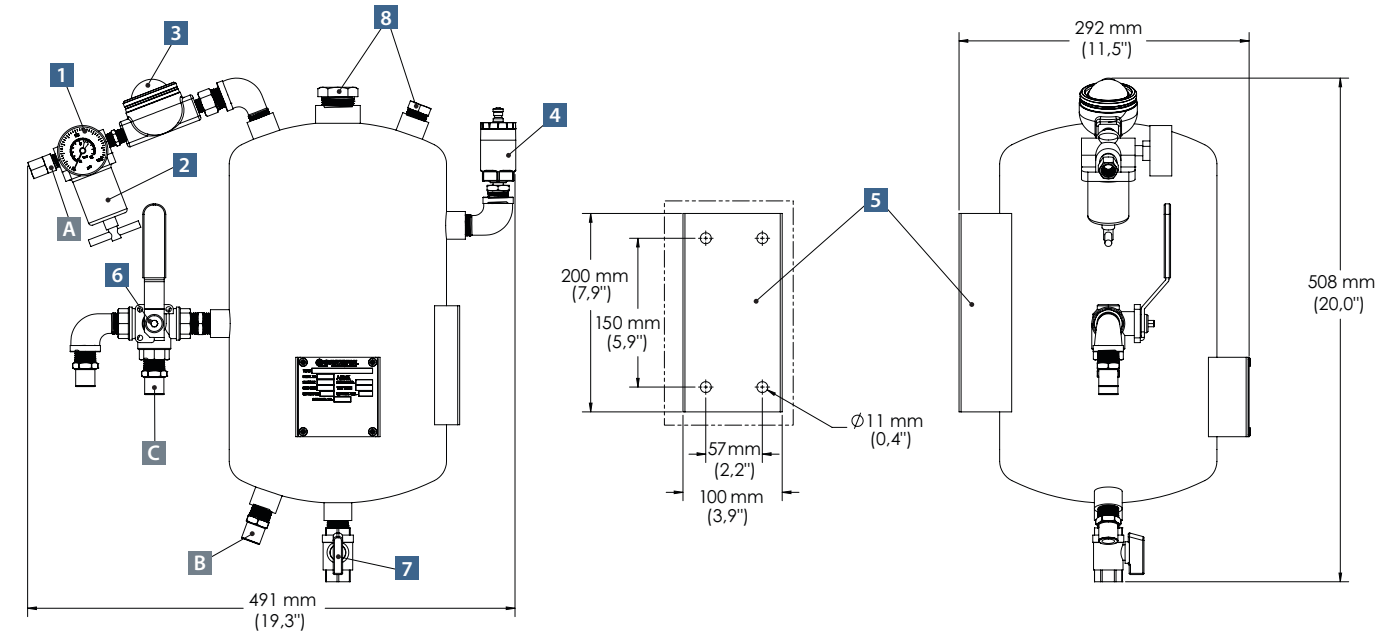 8
3
1
4
2
A
6
C
B
7
491 mm
(19,3")
5
200 mm
(7,9")
150 mm
(5,9")
Ø11 mm
(0,4")
57mm
(2,2")
100 mm
(3,9")
292 mm
(11,5")
508 mm
(20,0")